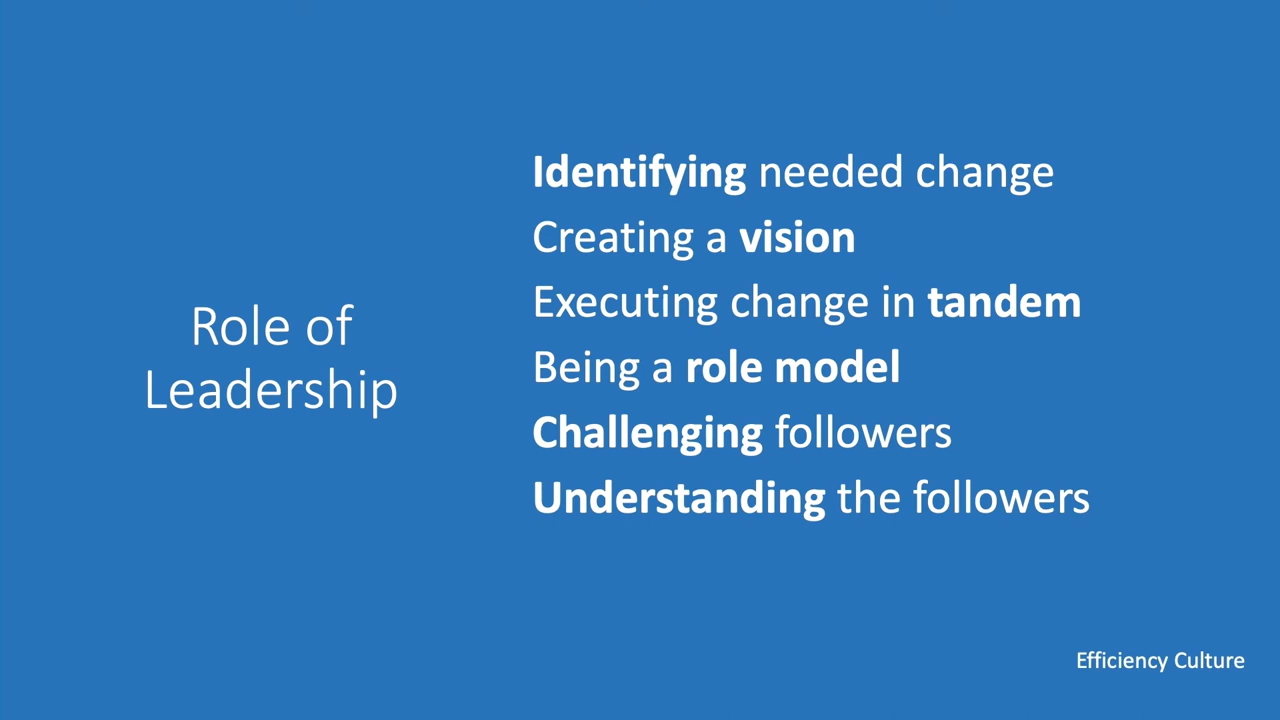 Role of
Leadership
Identifying needed change
Creating a vision
Executing change in tandem
Being a role model
Challenging followers
Understanding the followers
Efficiency Culture